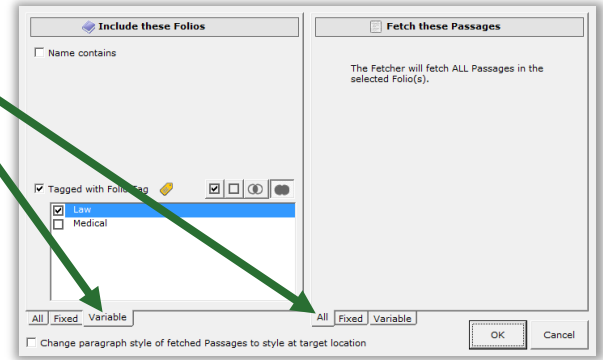 Include these Folios
Name contains
Tagged with Folio Tag
Law
Medical
All Fixed Variable
Fetch these Passages
The Fetcher will fetch ALL Passages in the
selected Folio(s).
All Fixed Variable
Change paragraph style of fetched Passages to style at target location
OK Cancel